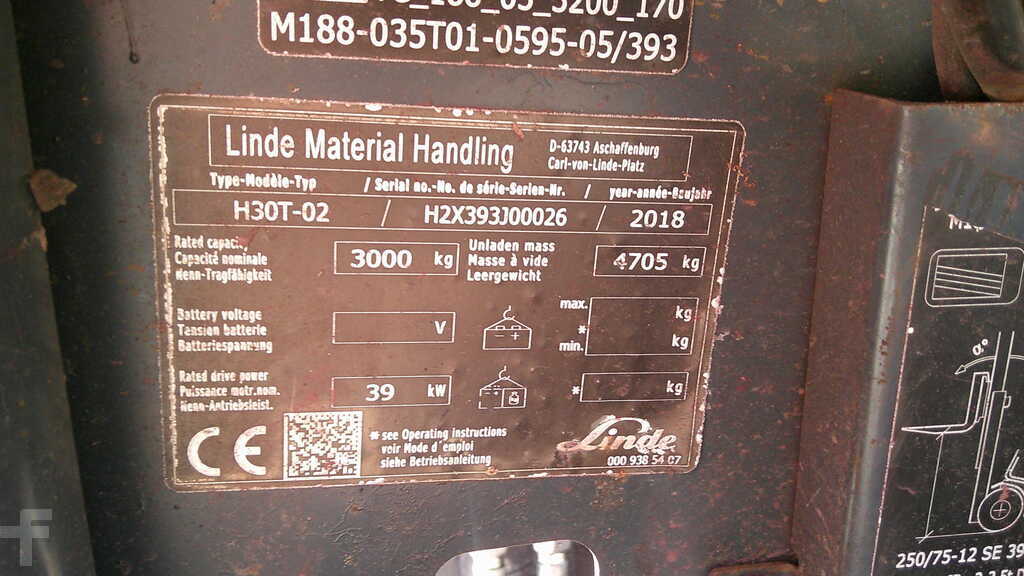 _188_03_5200_170
M188-035T01-0595-05/393
Linde Material Handling
D-63743 Aschaffenburg
Carl-von-Linde-Platz
Type-Modèle-Typ / Serial no.-No. de série-Serien-Nr. / year-année-Baujahr
H30T-02 / H2X393J00026 / 2018
Rated capacity
Capacité nominale
Nenn-Tragfähigkeit
3000 kg
Unladen mass
Masse à vide
Leergewicht
4705 kg
Battery voltage
Tension batterie
Batteriespannung
V
max. kg
*
min. kg
Rated drive power
Puissance motr.nom.
Nenn-Antriebsleist.
39 kW
* kg
CE
* see Operating instructions
voir Mode d'emploi
siehe Betriebsanleitung
Linde
000 938 54 07
α°
250/75-12 SE 39
F